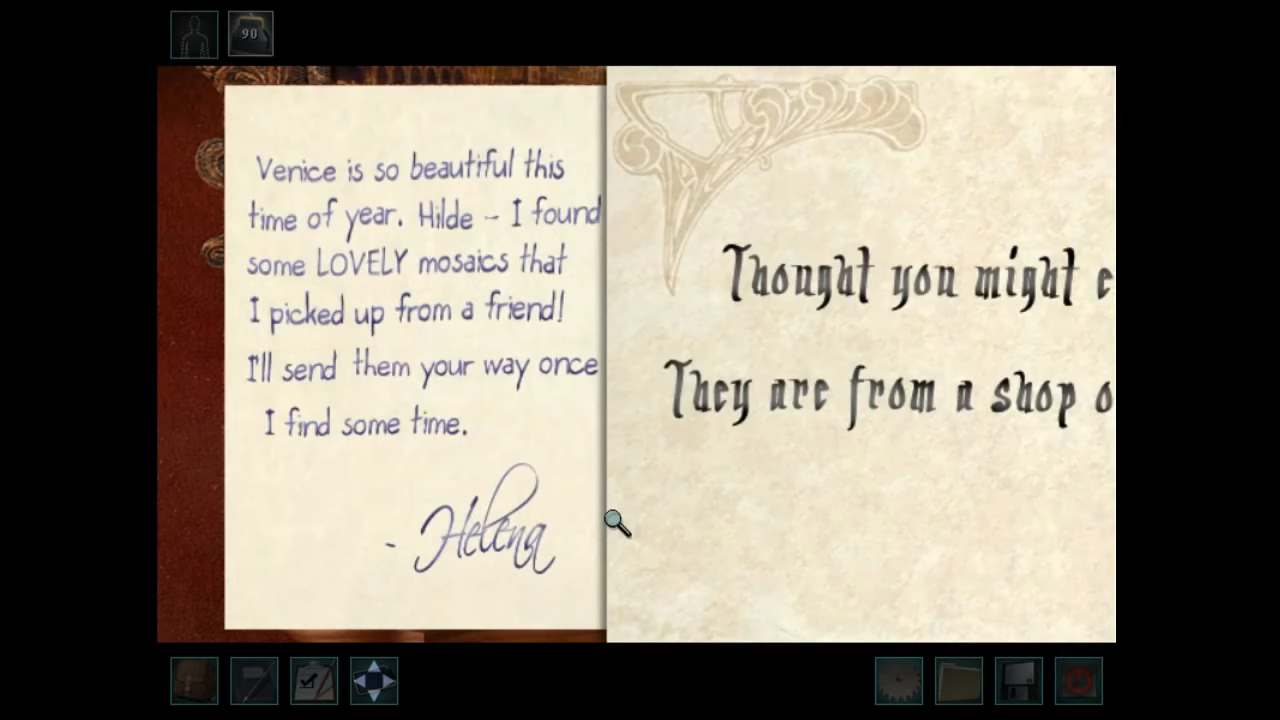 90
Venice is so beautiful this
time of year. Hilde - I found
some LOVELY mosaics that
I picked up from a friend!
I'll send them your way once
I find some time.
- Helena
Thought you might e
They are from a shop o